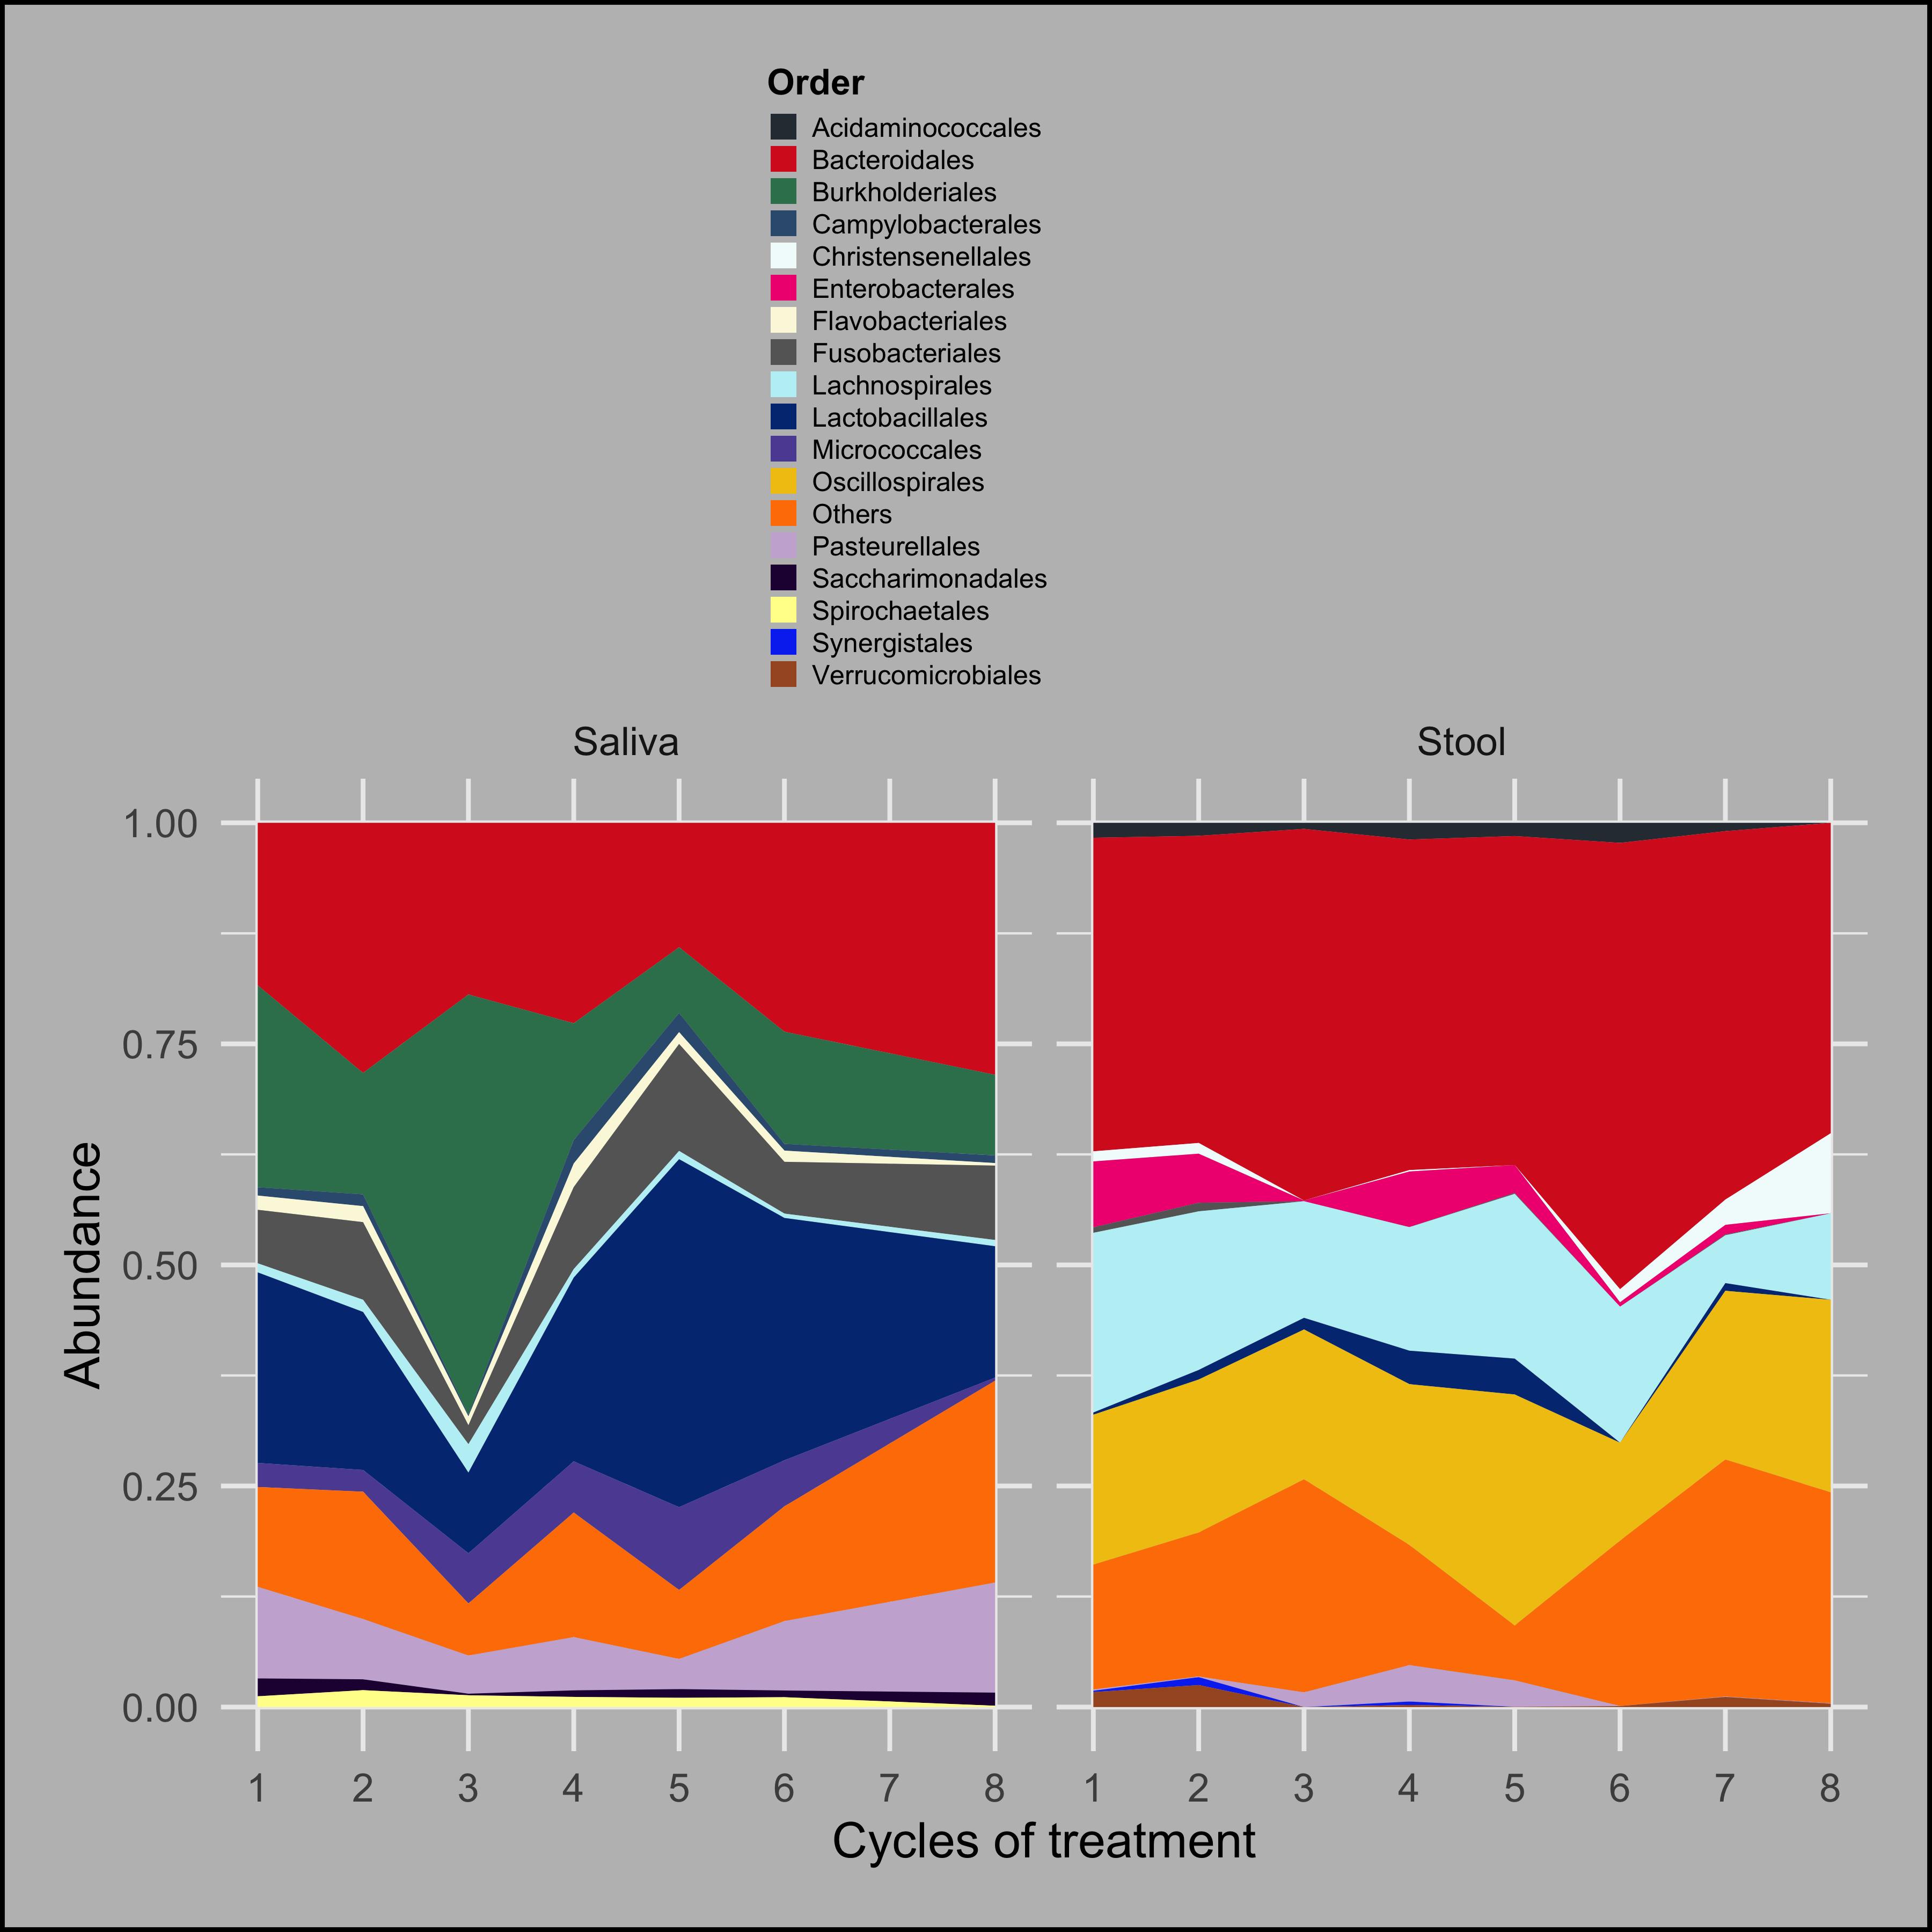 Order
Acidaminococcales
Bacteroidales
Burkholderiales
Campylobacterales
Christensenellales
Enterobacterales
Flavobacteriales
Fusobacteriales
Lachnospirales
Lactobacillales
Micrococcales
Oscillospirales
Others
Pasteurellales
Saccharimonadales
Spirochaetales
Synergistales
Verrucomicrobiales
Saliva
Stool
1.00
0.75
0.50
0.25
0.00
Abundance
1 2 3 4 5 6 7 8
1 2 3 4 5 6 7 8
Cycles of treatment